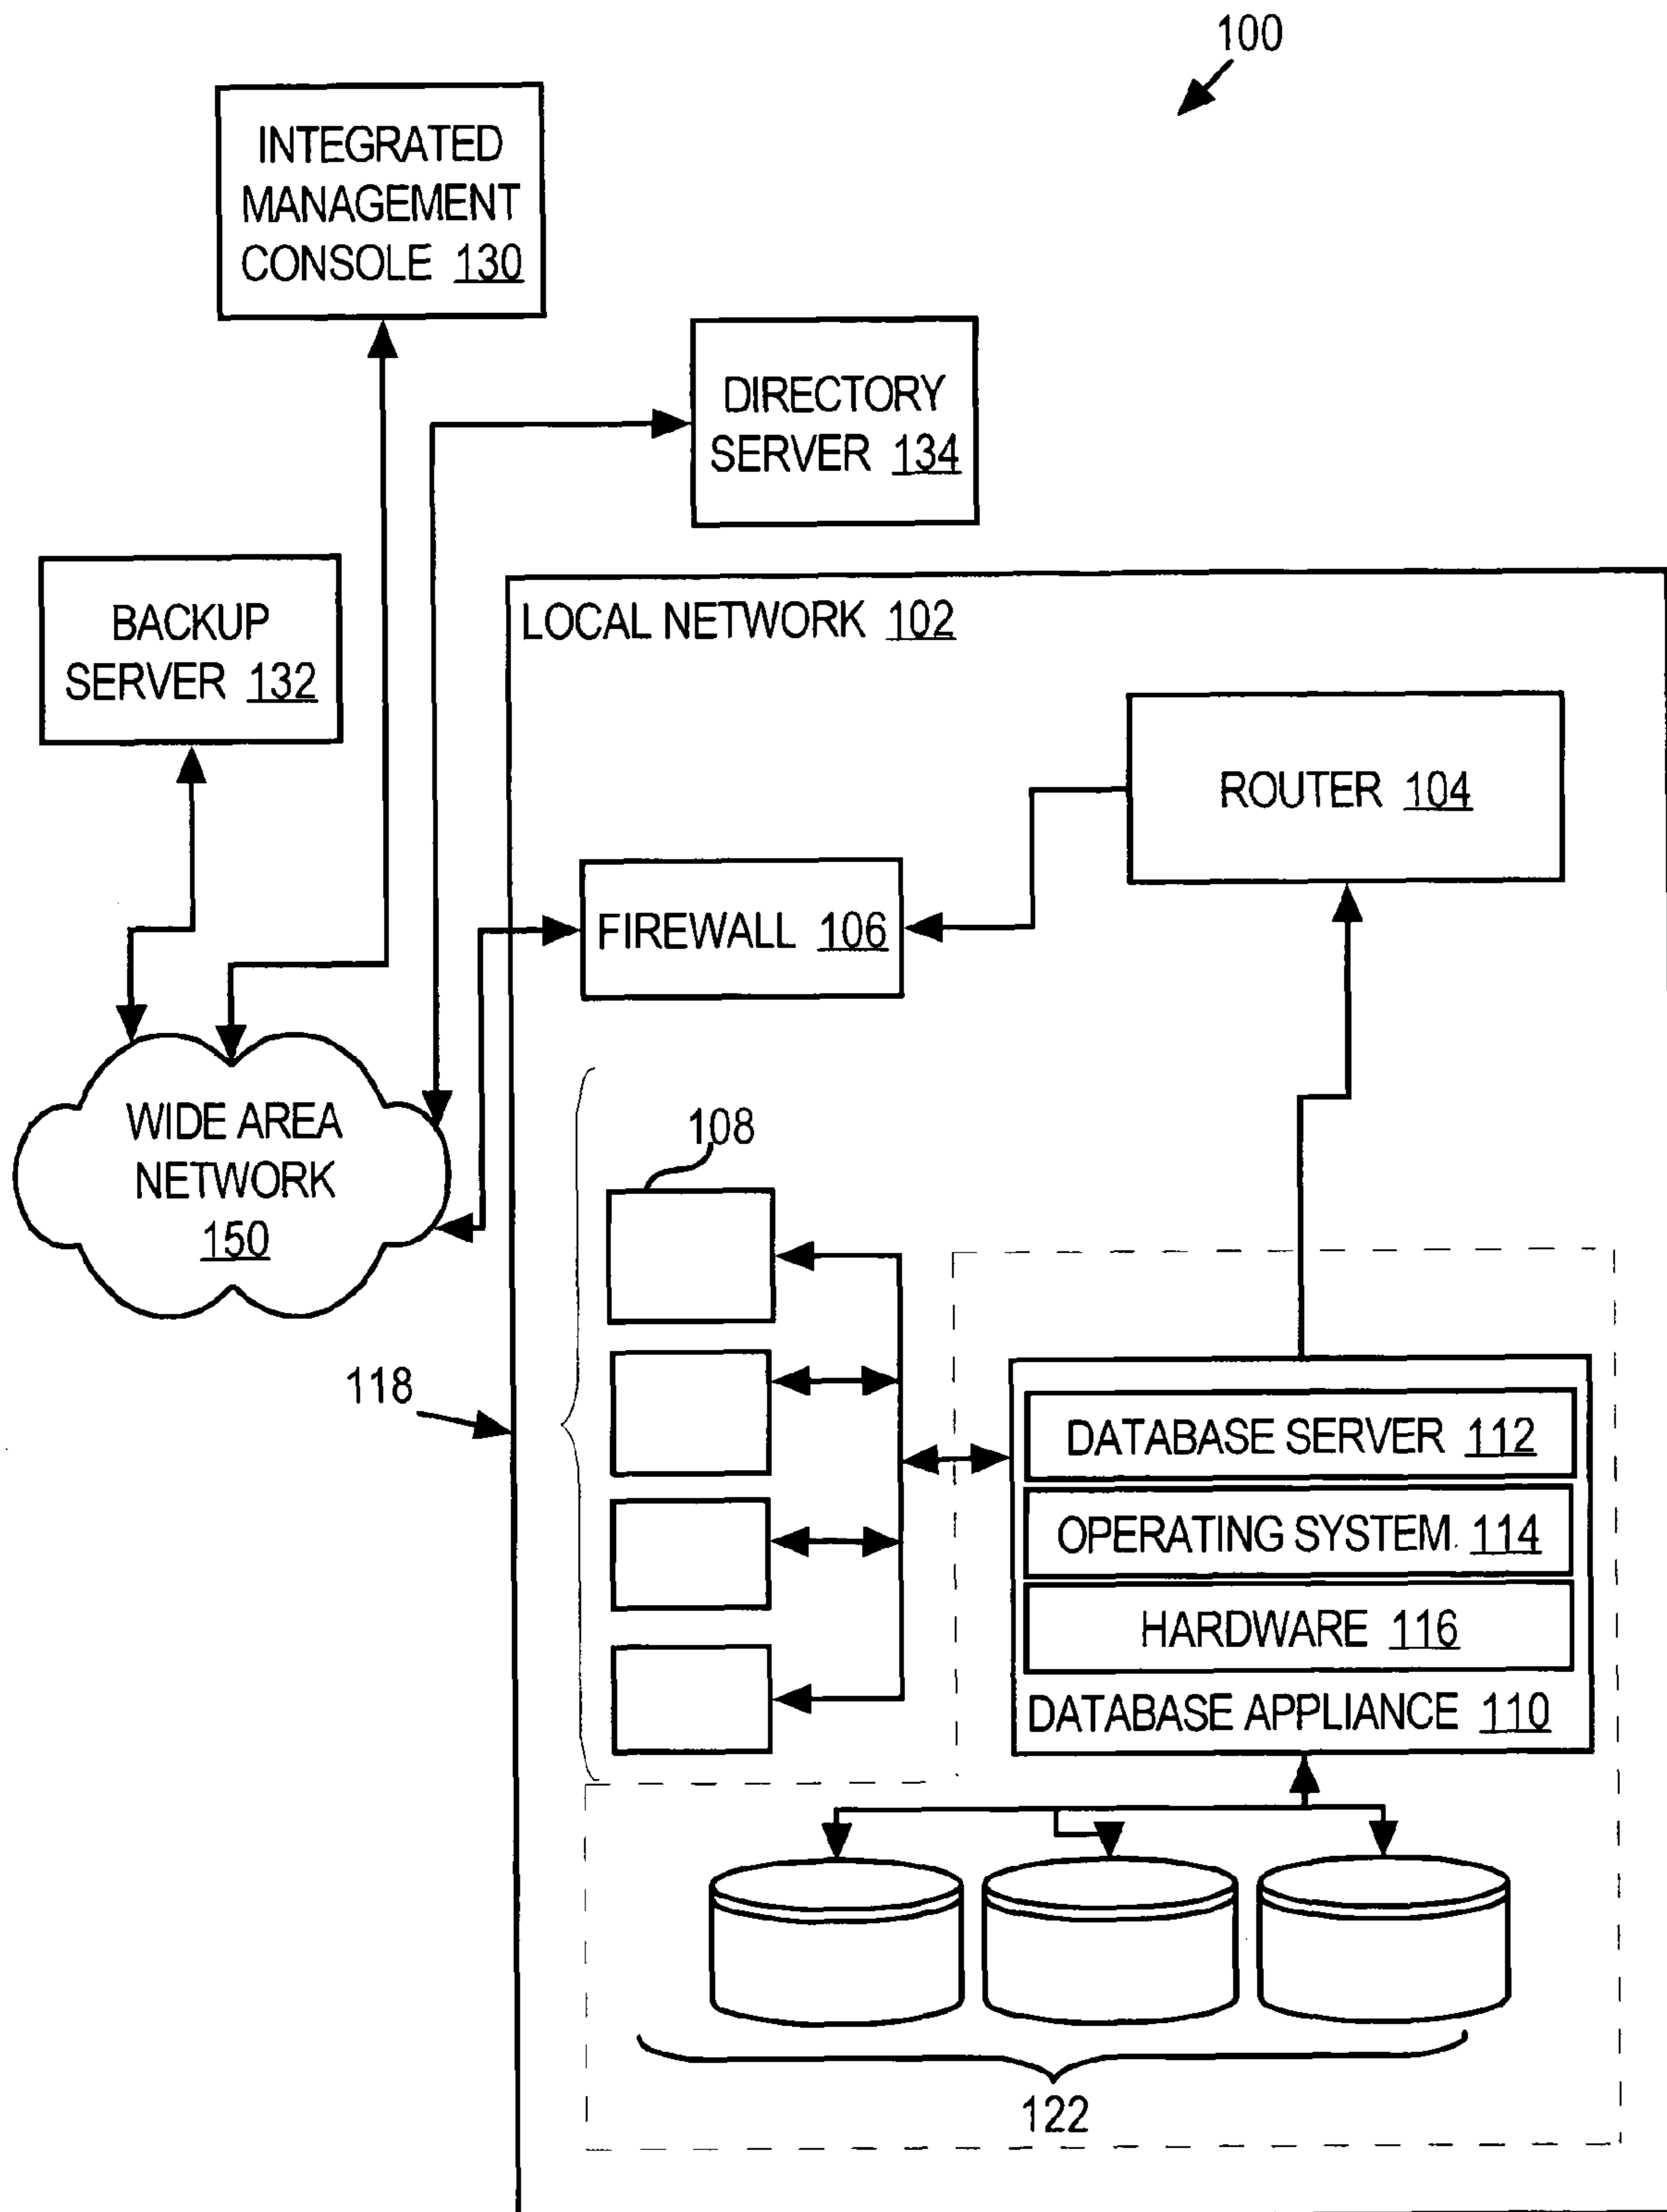 100
INTEGRATED
MANAGEMENT
CONSOLE 130
DIRECTORY
SERVER 134
BACKUP
SERVER 132
LOCAL NETWORK 102
ROUTER 104
FIREWALL 106
WIDE AREA
NETWORK
150
108
118
DATABASE SERVER 112
OPERATING SYSTEM 114
HARDWARE 116
DATABASE APPLIANCE 110
122